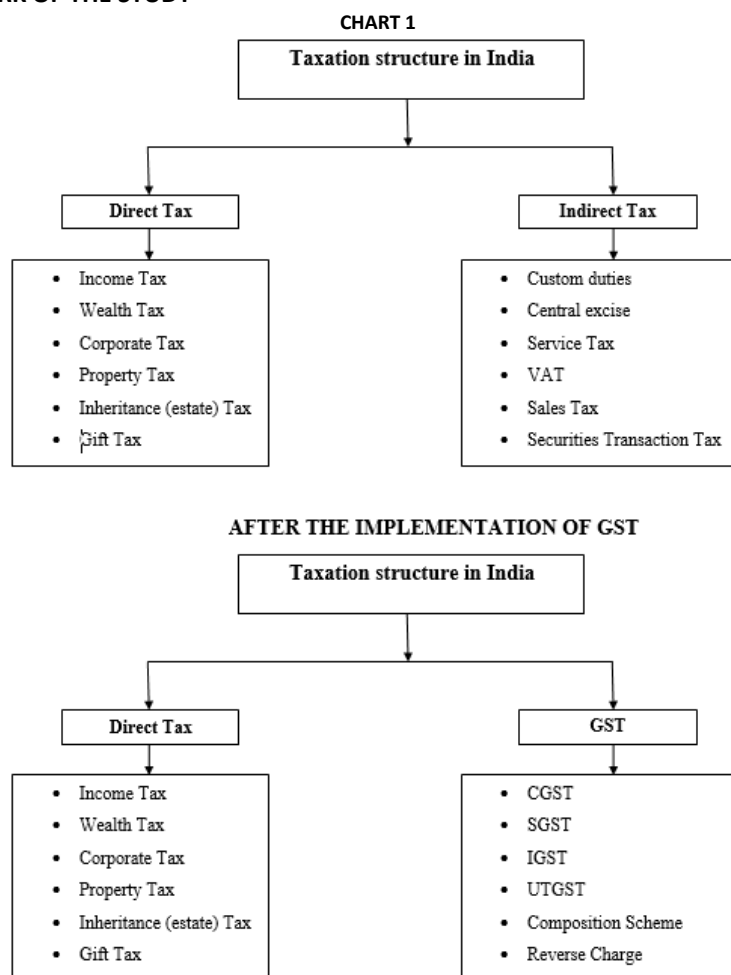 CHART 1
Taxation structure in India
Direct Tax
Indirect Tax
• Income Tax
• Wealth Tax
• Corporate Tax
• Property Tax
• Inheritance (estate) Tax
• Gift Tax
• Custom duties
• Central excise
• Service Tax
• VAT
• Sales Tax
• Securities Transaction Tax
AFTER THE IMPLEMENTATION OF GST
Taxation structure in India
Direct Tax
GST
• Income Tax
• Wealth Tax
• Corporate Tax
• Property Tax
• Inheritance (estate) Tax
• Gift Tax
• CGST
• SGST
• IGST
• UTGST
• Composition Scheme
• Reverse Charge